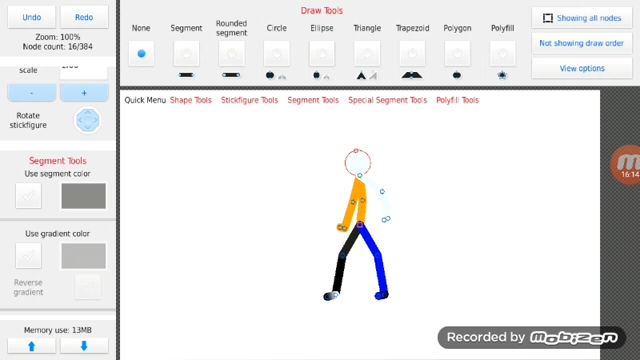 Undo Redo
Zoom: 100%
Node count: 16/384
scale
- +
Rotate
stickfigure
Segment Tools
Use segment color
Use gradient color
Reverse
gradient
Memory use: 13MB
Draw Tools
None Segment Rounded segment Circle Ellipse Triangle Trapezoid Polygon Polyfill
Showing all nodes
Not showing draw order
View options
Quick Menu Shape Tools Stickfigure Tools Segment Tools Special Segment Tools Polyfill Tools
16:14
Recorded by Mobizen